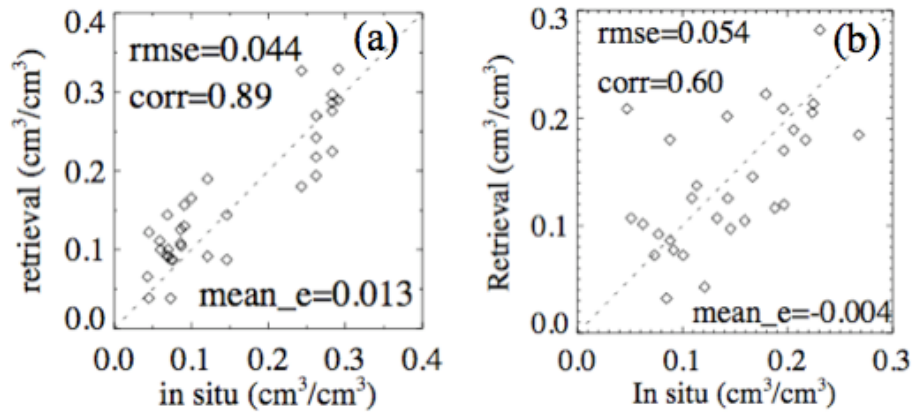 0.4
rmse=0.044
(a)
corr=0.89
0.3
0.2
0.1
0.0
mean_e=0.013
retrieval (cm³/cm³)
0.0 0.1 0.2 0.3 0.4
in situ (cm³/cm³)
0.3
rmse=0.054
(b)
corr=0.60
0.2
0.1
0.0
mean_e=-0.004
Retrieval (cm³/cm³)
0.0 0.1 0.2 0.3
In situ (cm³/cm³)